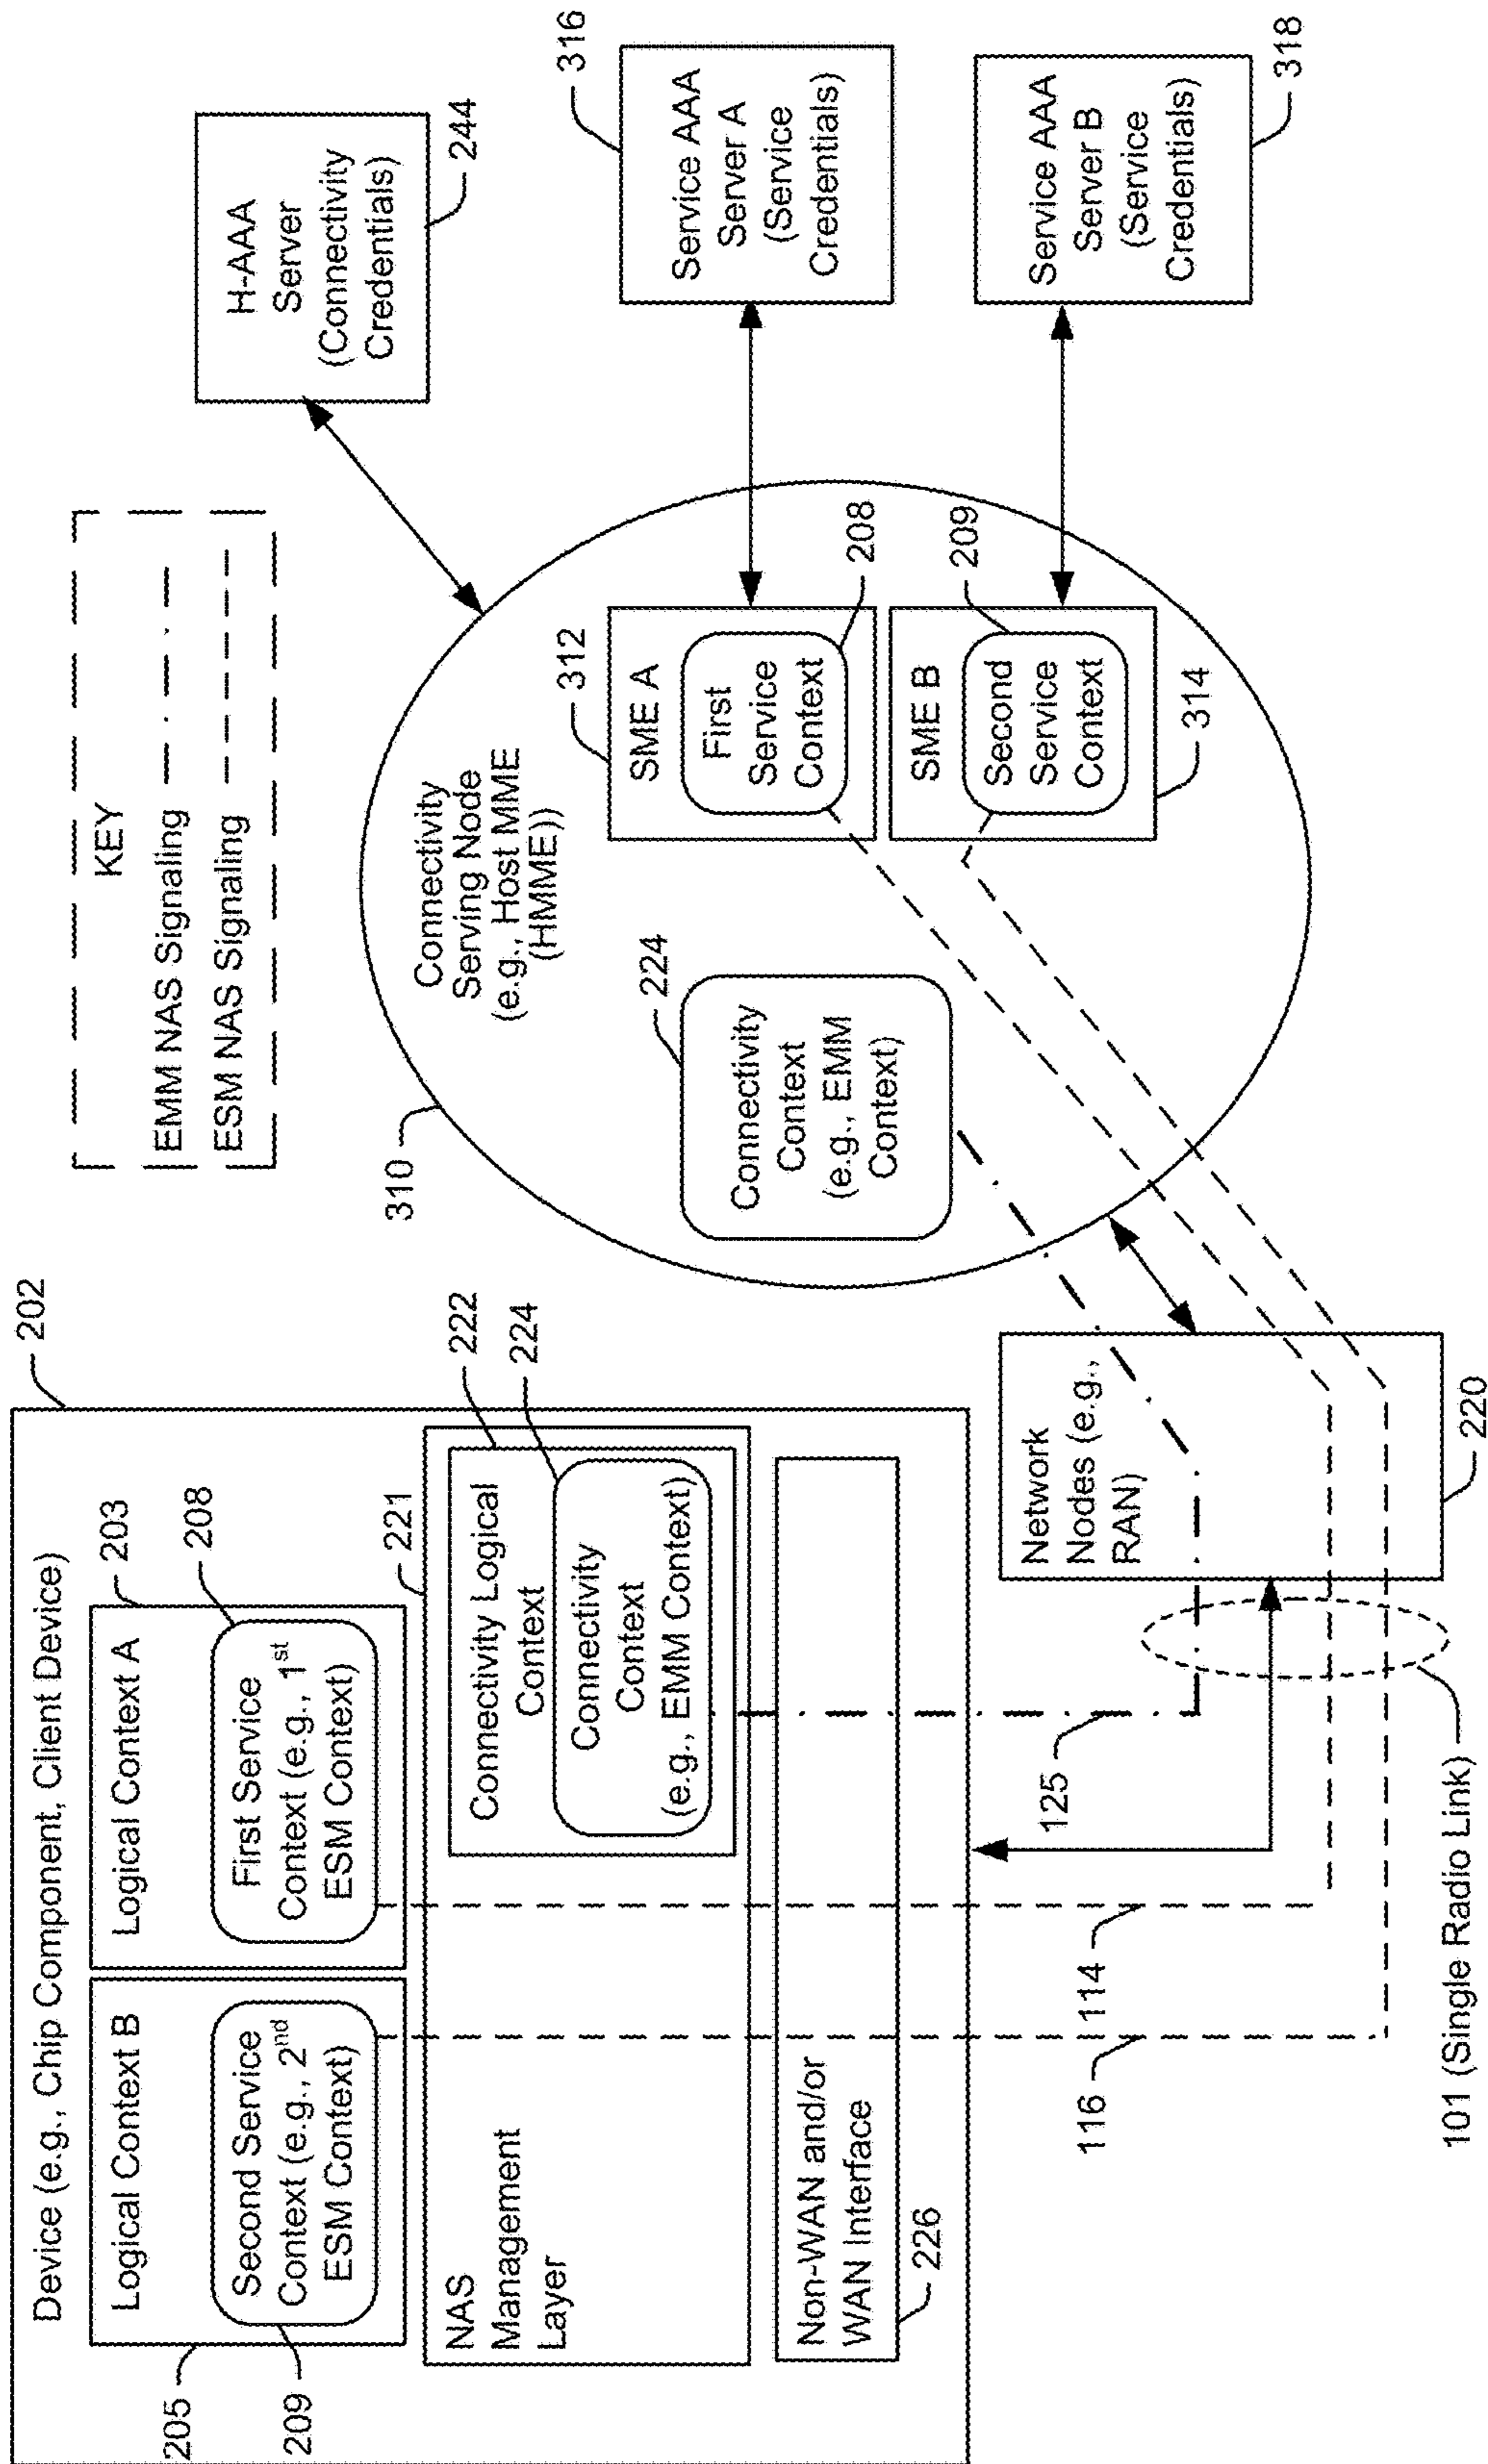 Device (e.g., Chip Component, Client Device)
202
Logical Context B
205
Second Service
Context (e.g., 2nd
ESM Context)
209
Logical Context A
203
First Service
Context (e.g., 1st
ESM Context)
208
NAS
Management
Layer
221
Connectivity Logical
Context
222
Connectivity
Context
(e.g., EMM Context)
224
Non-WAN and/or
WAN Interface
226
116
114
125
101 (Single Radio Link)
Network
Nodes (e.g.,
RAN)
220
KEY
EMM NAS Signaling
ESM NAS Signaling
310
Connectivity
Serving Node
(e.g., Host MME
(HMME))
224
Connectivity
Context
(e.g., EMM
Context)
312
SME A
First
Service
Context
208
SME B
Second
Service
Context
209
314
H-AAA
Server
(Connectivity
Credentials)
244
316
Service AAA
Server A
(Service
Credentials)
Service AAA
Server B
(Service
Credentials)
318